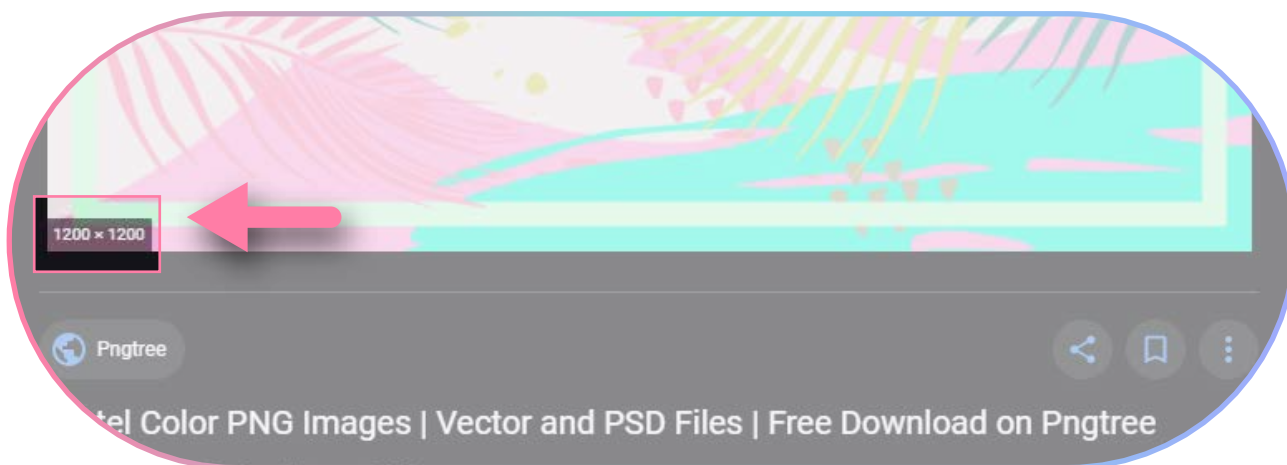 1200 × 1200
Pngtree
tel Color PNG Images | Vector and PSD Files | Free Download on Pngtree